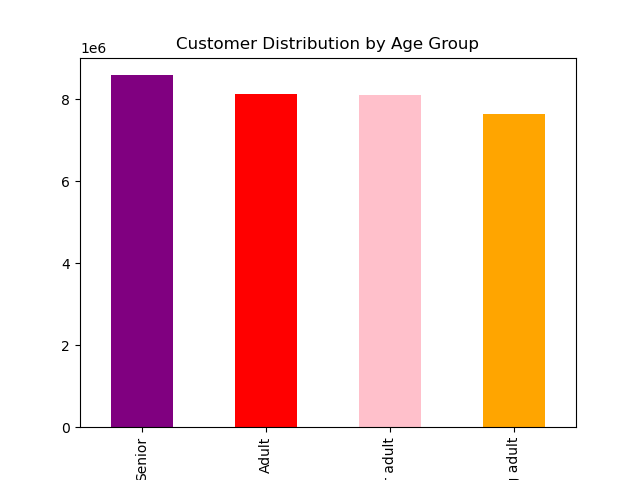 Customer Distribution by Age Group
1e6
8
6
4
2
0
Senior
Adult
adult
adult